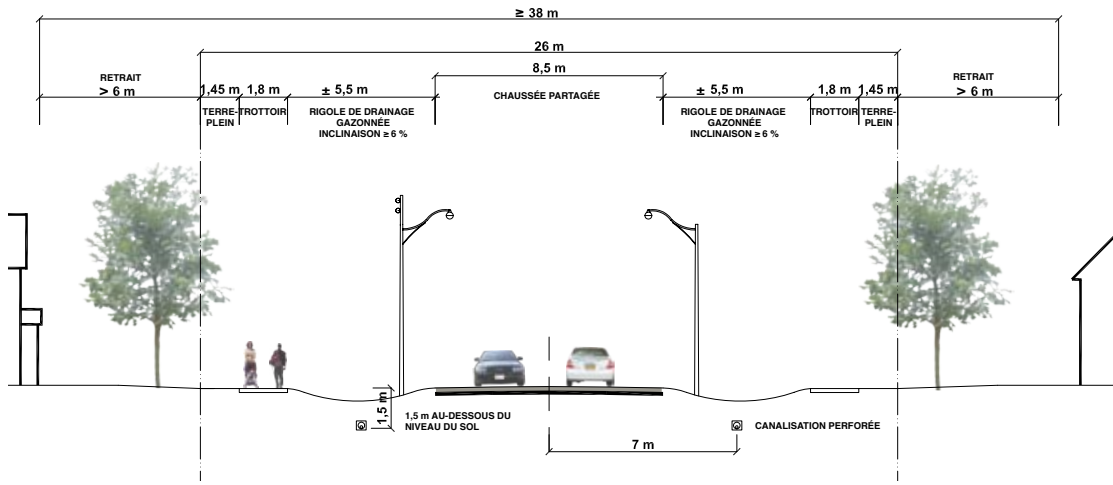 ≥ 38 m
26 m
8,5 m
RETRAIT
> 6 m
1,45 m
1,8 m
± 5,5 m
CHAUSSÉE PARTAGÉE
± 5,5 m
1,8 m
1,45 m
RETRAIT
> 6 m
TERRE-
PLEIN
TROTTOIR
RIGOLE DE DRAINAGE
GAZONNÉE
INCLINAISON ≥ 6 %
RIGOLE DE DRAINAGE
GAZONNÉE
INCLINAISON ≥ 6 %
TROTTOIR
TERRE-
PLEIN
1,5 m
1,5 m AU-DESSOUS DU
NIVEAU DU SOL
CANALISATION PERFORÉE
7 m